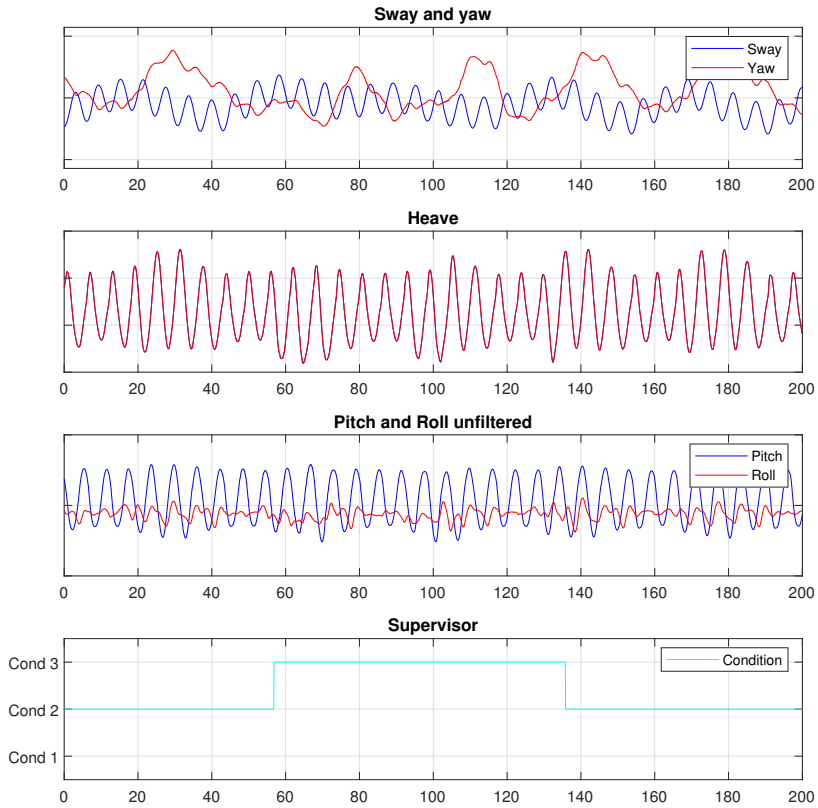 Sway and yaw
Sway
Yaw
0 20 40 60 80 100 120 140 160 180 200
Heave
0 20 40 60 80 100 120 140 160 180 200
Pitch and Roll unfiltered
Pitch
Roll
0 20 40 60 80 100 120 140 160 180 200
Supervisor
Cond 3
Condition
Cond 2
Cond 1
0 20 40 60 80 100 120 140 160 180 200